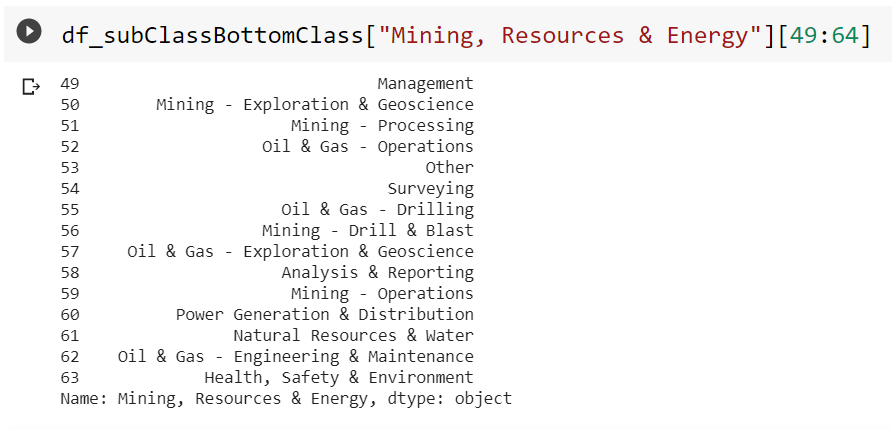 df_subClassBottomClass["Mining, Resources & Energy"][49:64]
49 Management
50 Mining - Exploration & Geoscience
51 Mining - Processing
52 Oil & Gas - Operations
53 Other
54 Surveying
55 Oil & Gas - Drilling
56 Mining - Drill & Blast
57 Oil & Gas - Exploration & Geoscience
58 Analysis & Reporting
59 Mining - Operations
60 Power Generation & Distribution
61 Natural Resources & Water
62 Oil & Gas - Engineering & Maintenance
63 Health, Safety & Environment
Name: Mining, Resources & Energy, dtype: object